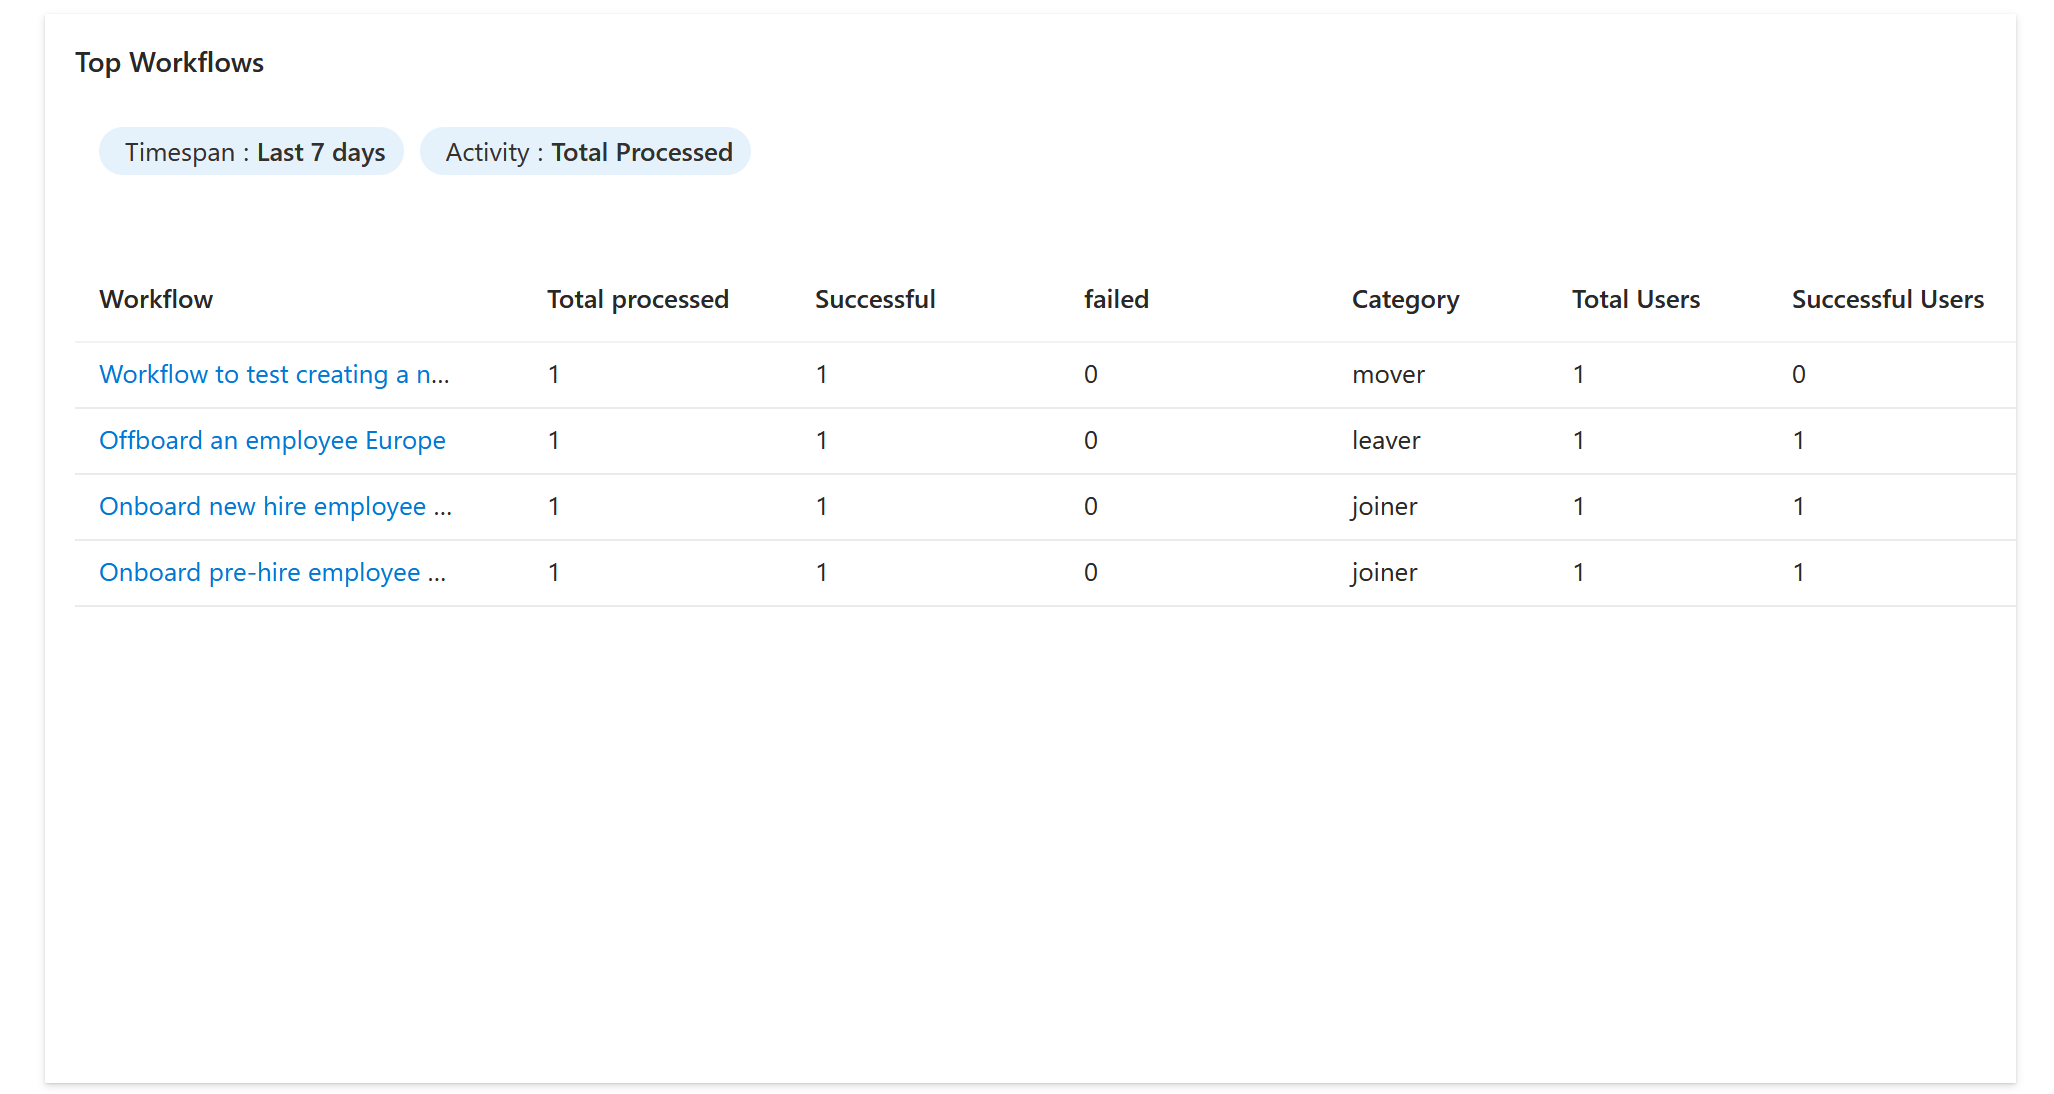 Top Workflows
Timespan : Last 7 days Activity : Total Processed
Workflow Total processed Successful failed Category Total Users Successful Users
Workflow to test creating a n... 1 1 0 mover 1 0
Offboard an employee Europe 1 1 0 leaver 1 1
Onboard new hire employee ... 1 1 0 joiner 1 1
Onboard pre-hire employee ... 1 1 0 joiner 1 1